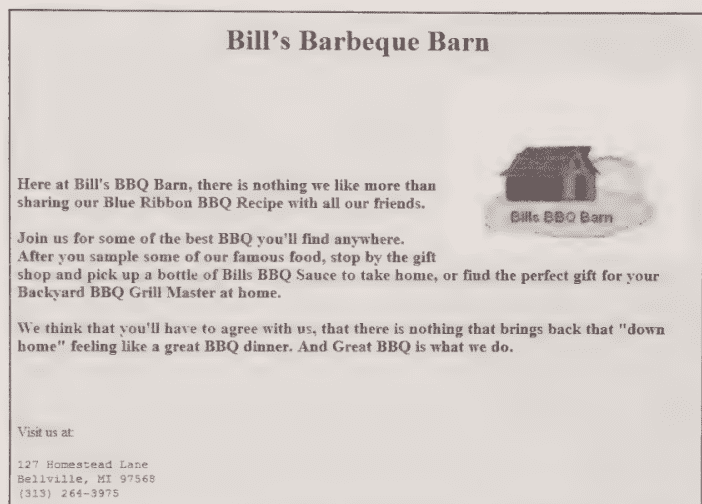 Bill's Barbeque Barn
Bills BBQ Barn
Here at Bill's BBQ Barn, there is nothing we like more than
sharing our Blue Ribbon BBQ Recipe with all our friends.
Join us for some of the best BBQ you'll find anywhere.
After you sample some of our famous food, stop by the gift
shop and pick up a bottle of Bills BBQ Sauce to take home, or find the perfect gift for your
Backyard BBQ Grill Master at home.
We think that you'll have to agree with us, that there is nothing that brings back that "down
home" feeling like a great BBQ dinner. And Great BBQ is what we do.
Visit us at:
127 Homestead Lane
Bellville, MI 97568
(313) 264-3975